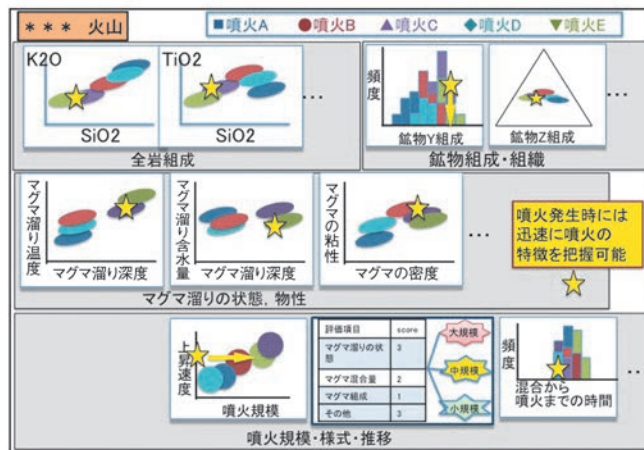 *** 火山
■噴火A ●噴火B ▲噴火C ◆噴火D ▼噴火E
K2O
SiO2
TiO2
SiO2
…
全岩組成
頻度
鉱物Y組成
鉱物Z組成
…
鉱物組成・組織
マグマ溜り温度
マグマ溜り深度
マグマ溜り含水量
マグマ溜り深度
マグマの粘性
マグマの密度
…
マグマ溜りの状態, 物性
噴火発生時には
迅速に噴火の
特徴を把握可能
上昇速度
噴火規模
評価項目 score
マグマ溜りの状
態 3
マグマ混合量 2
マグマ組成 1
その他 3
大規模
中規模
小規模
頻度
混合から
噴火までの時間
…
噴火規模・様式・推移